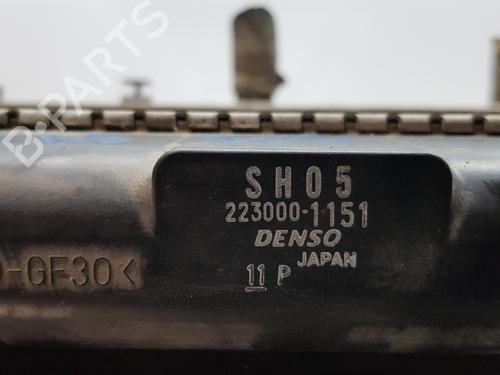 B-PARTS
SH05
223000-1151
DENSO
JAPAN
11 P
-GF30<